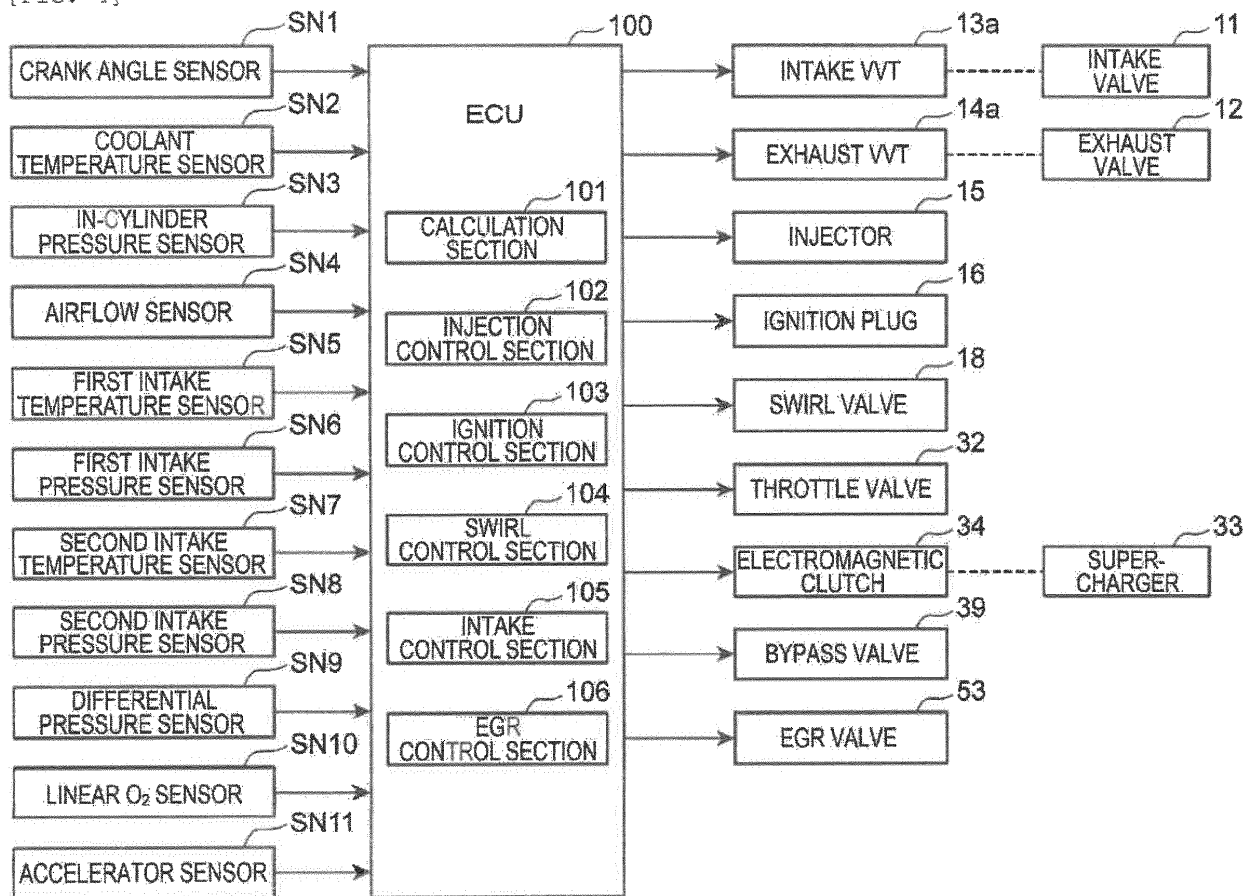 SN1
CRANK ANGLE SENSOR
SN2
COOLANT
TEMPERATURE SENSOR
SN3
IN-CYLINDER
PRESSURE SENSOR
SN4
AIRFLOW SENSOR
SN5
FIRST INTAKE
TEMPERATURE SENSOR
SN6
FIRST INTAKE
PRESSURE SENSOR
SN7
SECOND INTAKE
TEMPERATURE SENSOR
SN8
SECOND INTAKE
PRESSURE SENSOR
SN9
DIFFERENTIAL
PRESSURE SENSOR
SN10
LINEAR O₂ SENSOR
SN11
ACCELERATOR SENSOR
100
ECU
101
CALCULATION
SECTION
102
INJECTION
CONTROL SECTION
103
IGNITION
CONTROL SECTION
104
SWIRL
CONTROL SECTION
105
INTAKE
CONTROL SECTION
106
EGR
CONTROL SECTION
13a
INTAKE VVT
11
INTAKE
VALVE
14a
EXHAUST VVT
12
EXHAUST
VALVE
15
INJECTOR
16
IGNITION PLUG
18
SWIRL VALVE
32
THROTTLE VALVE
34
ELECTROMAGNETIC
CLUTCH
33
SUPER-
CHARGER
39
BYPASS VALVE
53
EGR VALVE